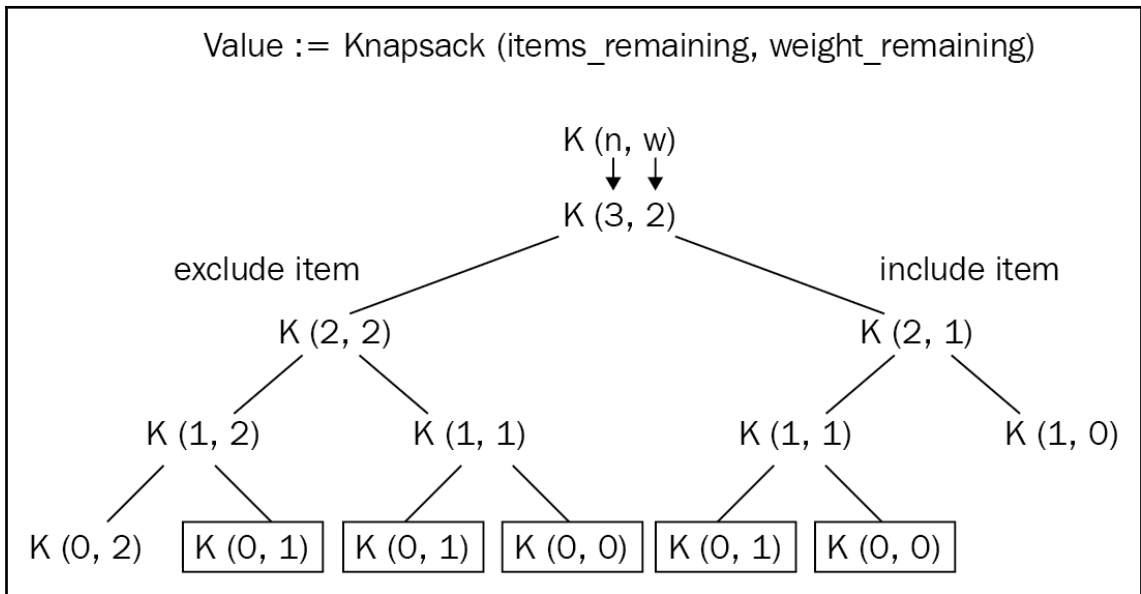 Value := Knapsack (items_remaining, weight_remaining)
K (n, w)
K (3, 2)
exclude item
include item
K (2, 2)
K (2, 1)
K (1, 2)
K (1, 1)
K (1, 1)
K (1, 0)
K (0, 2)
K (0, 1)
K (0, 1)
K (0, 0)
K (0, 1)
K (0, 0)